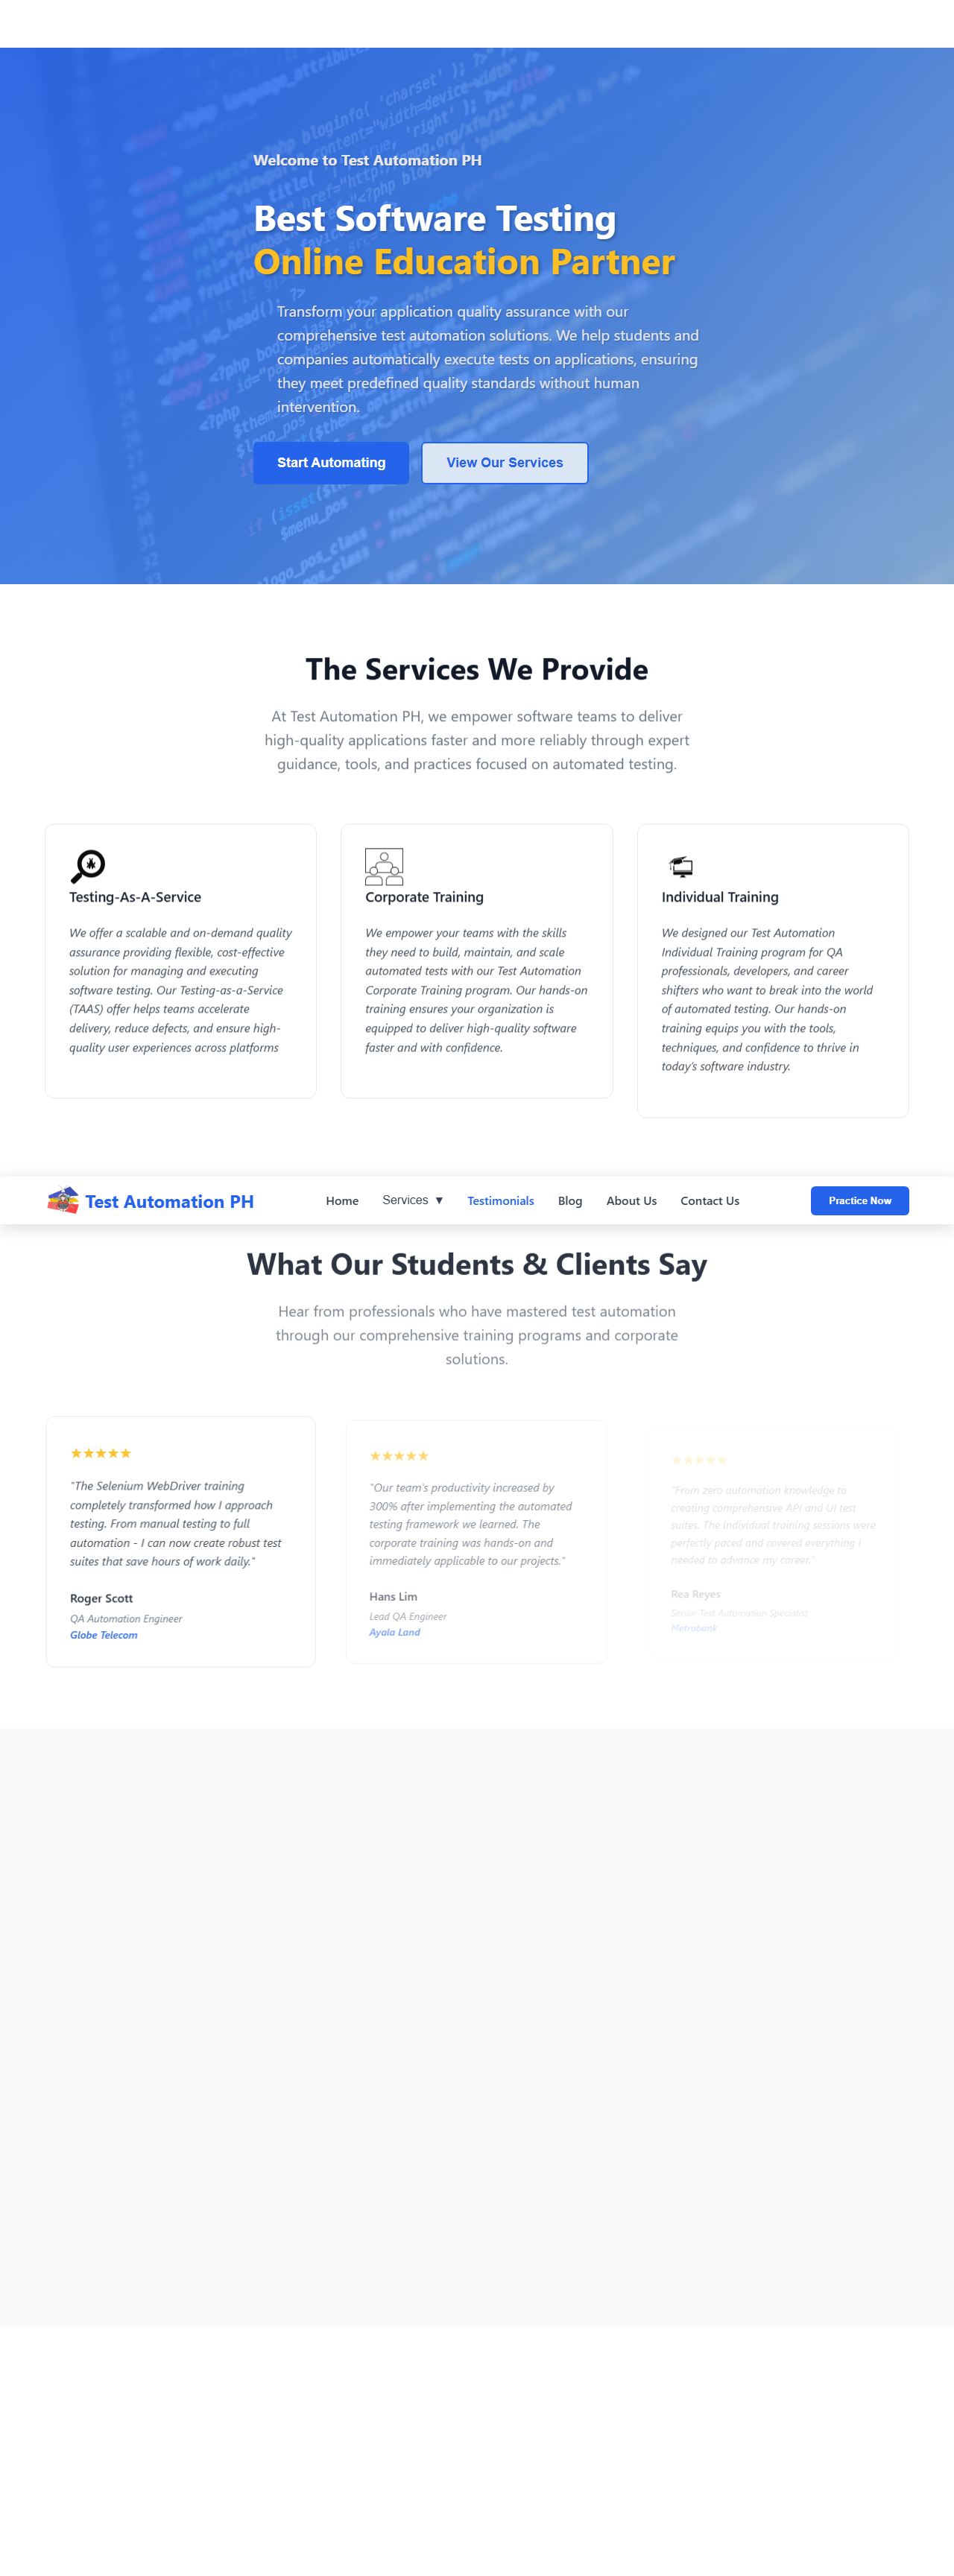 Welcome to Test Automation PH
Best Software Testing
Online Education Partner
Transform your application quality assurance with our
comprehensive test automation solutions. We help students and
companies automatically execute tests on applications, ensuring
they meet predefined quality standards without human
intervention.
Start Automating
View Our Services
The Services We Provide
At Test Automation PH, we empower software teams to deliver
high-quality applications faster and more reliably through expert
guidance, tools, and practices focused on automated testing.
Testing-As-A-Service
We offer a scalable and on-demand quality
assurance providing flexible, cost-effective
solution for managing and executing
software testing. Our Testing-as-a-Service
(TAAS) offer helps teams accelerate
delivery, reduce defects, and ensure high-
quality user experiences across platforms
Corporate Training
We empower your teams with the skills
they need to build, maintain, and scale
automated tests with our Test Automation
Corporate Training program. Our hands-on
training ensures your organization is
equipped to deliver high-quality software
faster and with confidence.
Individual Training
We designed our Test Automation
Individual Training program for QA
professionals, developers, and career
shifters who want to break into the world
of automated testing. Our hands-on
training equips you with the tools,
techniques, and confidence to thrive in
today's software industry.
Test Automation PH
Home
Services ▼
Testimonials
Blog
About Us
Contact Us
Practice Now
What Our Students & Clients Say
Hear from professionals who have mastered test automation
through our comprehensive training programs and corporate
solutions.
★★★★★
"The Selenium WebDriver training
completely transformed how I approach
testing. From manual testing to full
automation - I can now create robust test
suites that save hours of work daily."
Roger Scott
QA Automation Engineer
Globe Telecom
★★★★★
"Our team's productivity increased by
300% after implementing the automated
testing framework we learned. The
corporate training was hands-on and
immediately applicable to our projects."
Hans Lim
Lead QA Engineer
Ayala Land
★★★★★
"From zero automation knowledge to
creating comprehensive API and UI test
suites. The individual training sessions were
perfectly paced and covered everything I
needed to advance my career."
Rea Reyes
Senior Test Automation Specialist
Metrobank